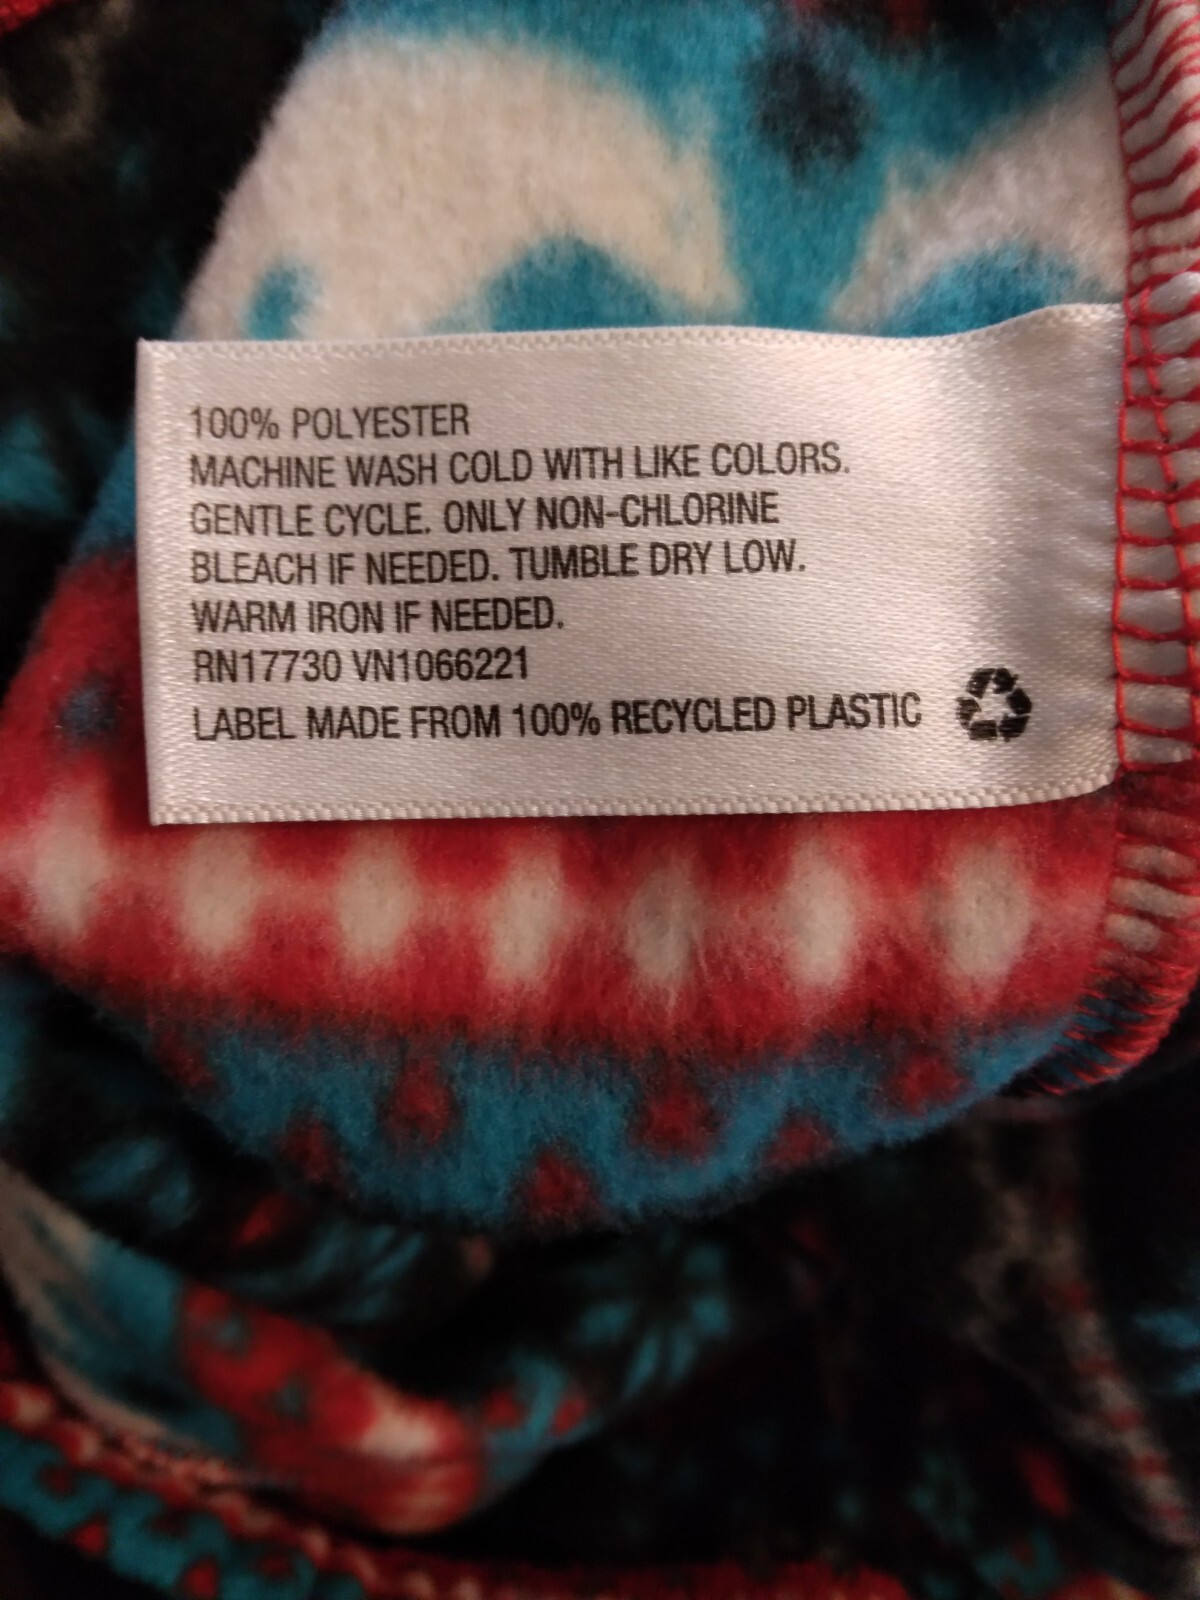 100% POLYESTER
MACHINE WASH COLD WITH LIKE COLORS.
GENTLE CYCLE. ONLY NON-CHLORINE
BLEACH IF NEEDED. TUMBLE DRY LOW.
WARM IRON IF NEEDED.
RN17730 VN1066221
LABEL MADE FROM 100% RECYCLED PLASTIC